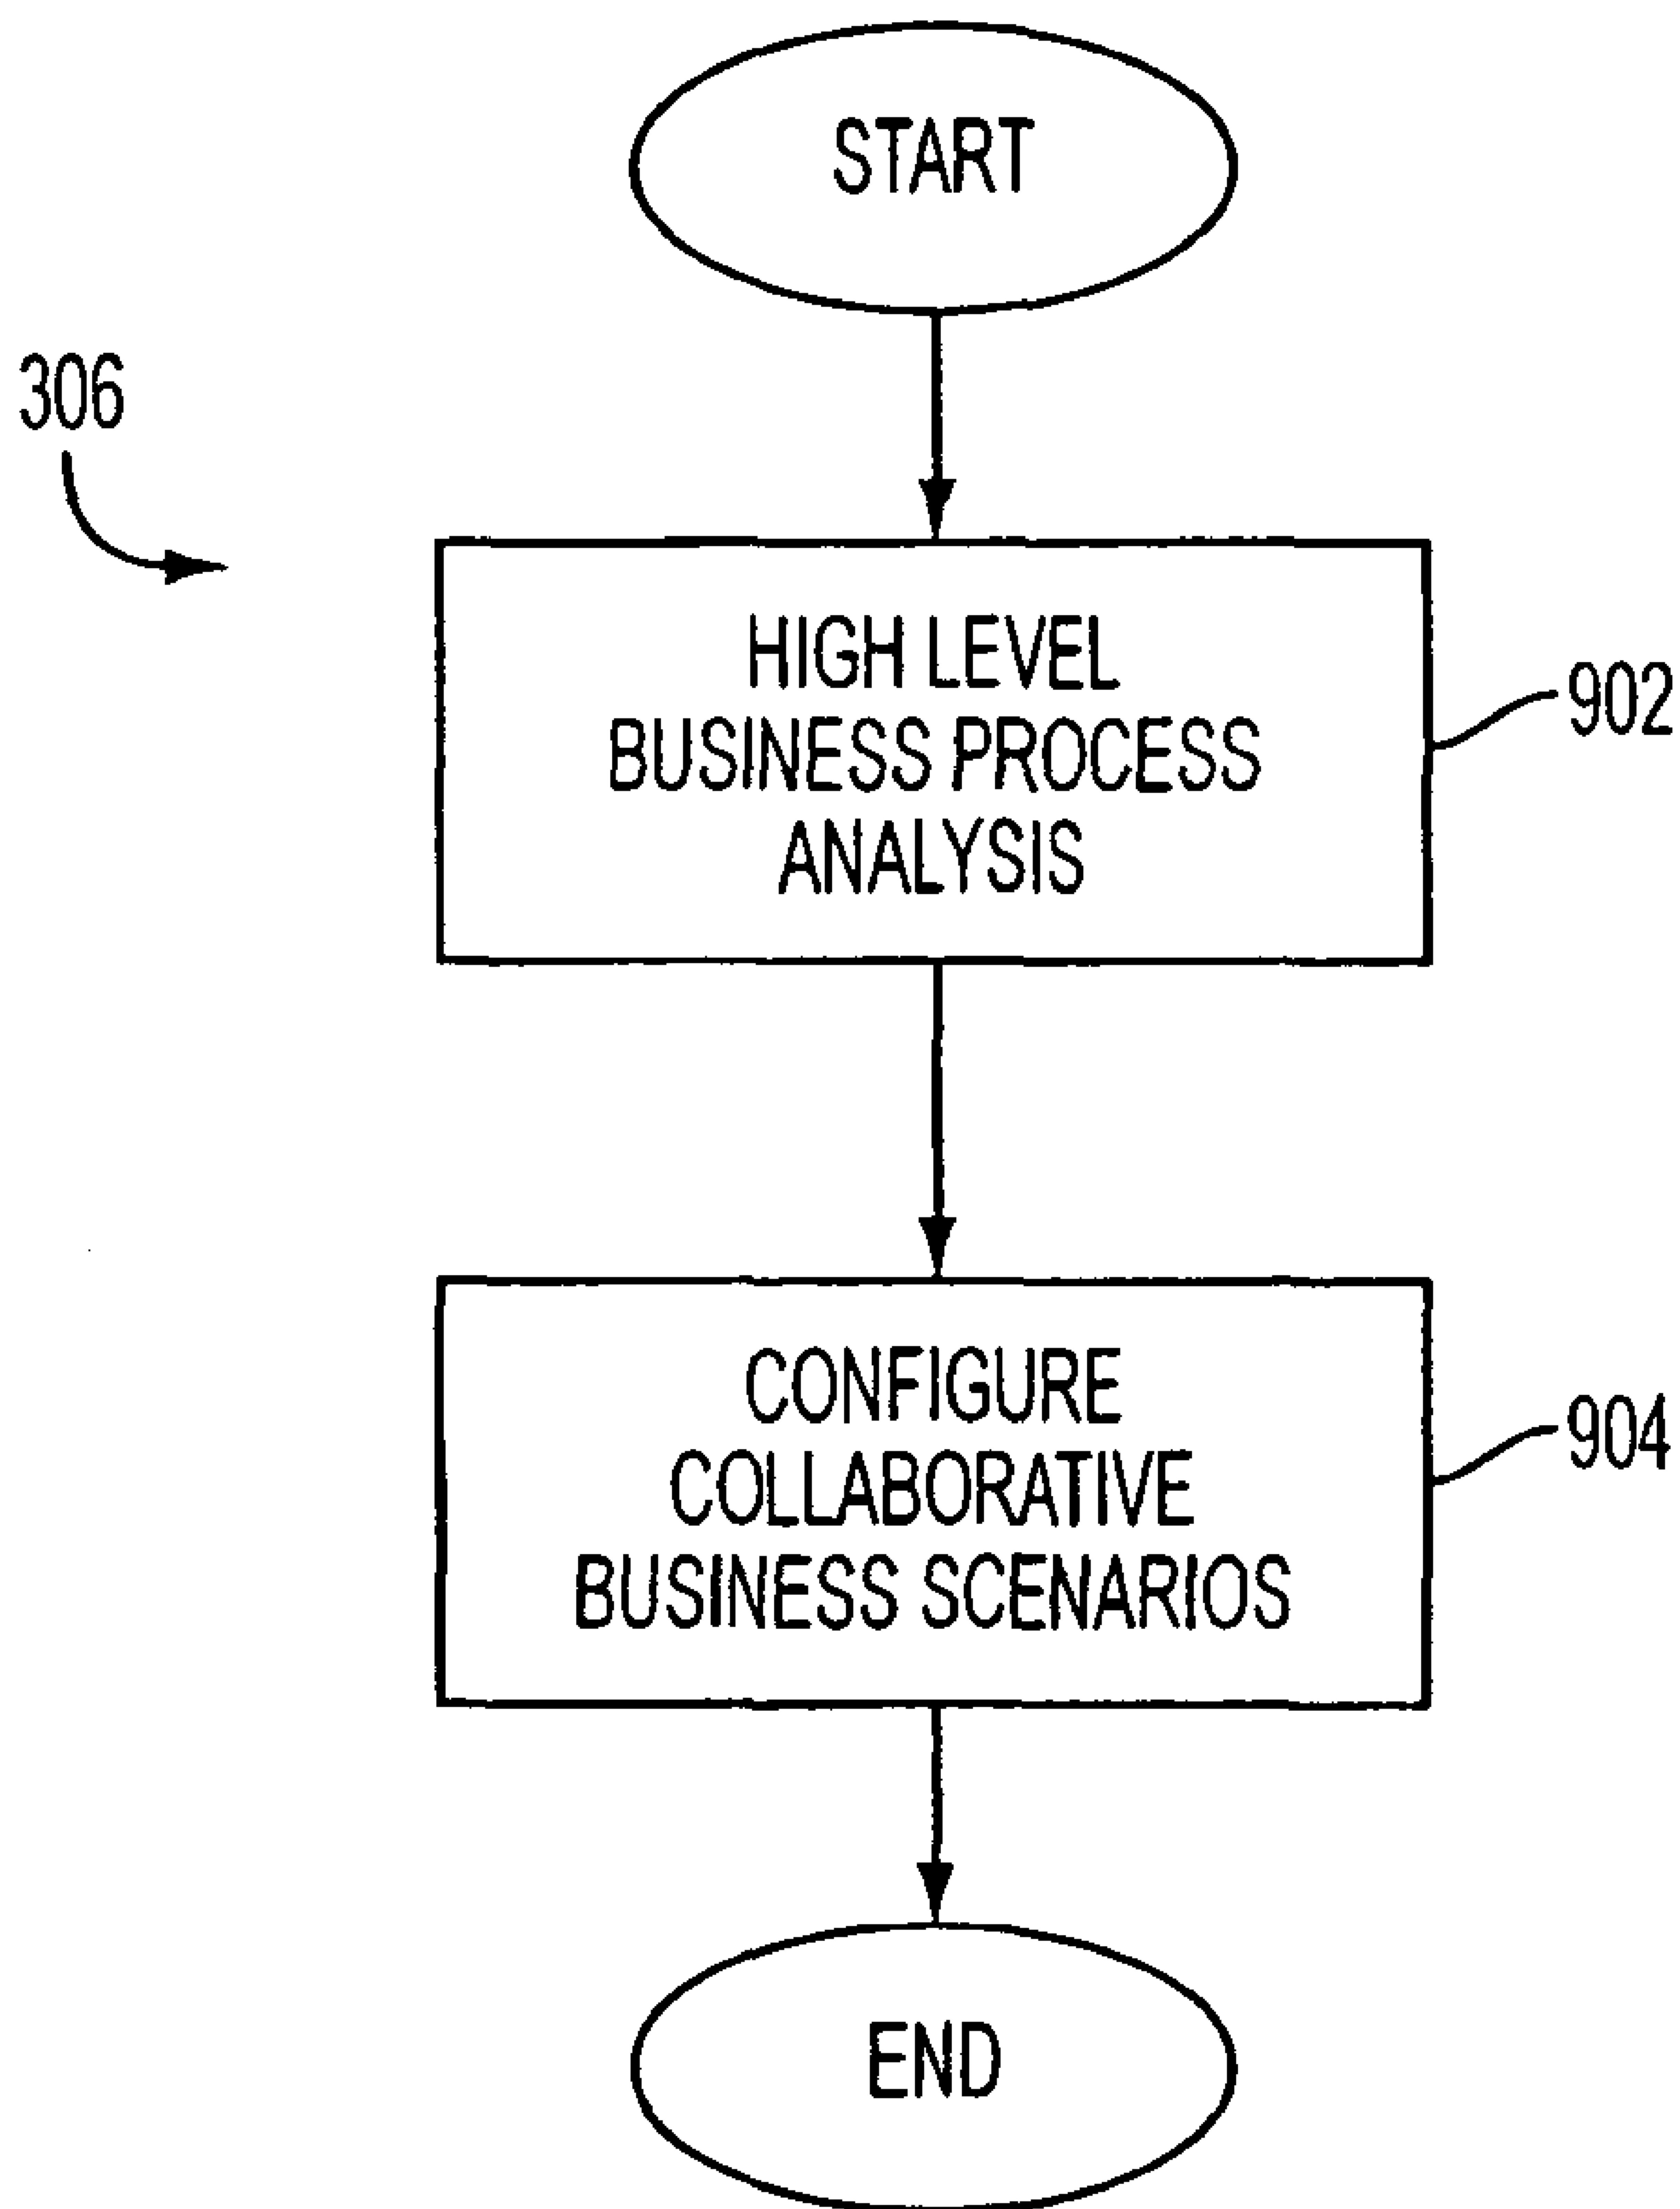 START
306
HIGH LEVEL
BUSINESS PROCESS
ANALYSIS
902
CONFIGURE
COLLABORATIVE
BUSINESS SCENARIOS
904
END